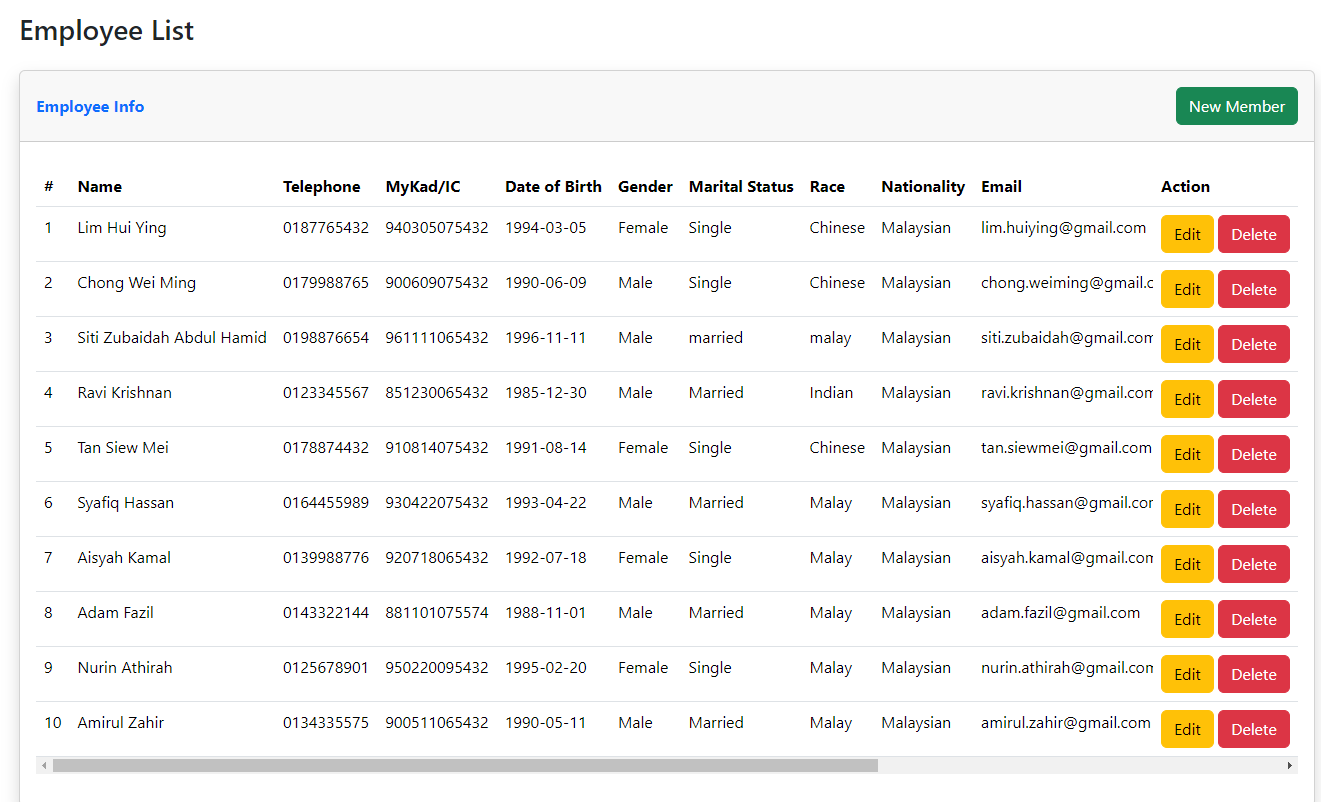 Employee List
Employee Info New Member
# Name Telephone MyKad/IC Date of Birth Gender Marital Status Race Nationality Email Action
1 Lim Hui Ying 0187765432 940305075432 1994-03-05 Female Single Chinese Malaysian lim.huiying@gmail.com Edit Delete
2 Chong Wei Ming 0179988765 900609075432 1990-06-09 Male Single Chinese Malaysian chong.weiming@gmail.c Edit Delete
3 Siti Zubaidah Abdul Hamid 0198876654 961111065432 1996-11-11 Male married malay Malaysian siti.zubaidah@gmail.com Edit Delete
4 Ravi Krishnan 0123345567 851230065432 1985-12-30 Male Married Indian Malaysian ravi.krishnan@gmail.com Edit Delete
5 Tan Siew Mei 0178874432 910814075432 1991-08-14 Female Single Chinese Malaysian tan.siewmei@gmail.com Edit Delete
6 Syafiq Hassan 0164455989 930422075432 1993-04-22 Male Married Malay Malaysian syafiq.hassan@gmail.cor Edit Delete
7 Aisyah Kamal 0139988776 920718065432 1992-07-18 Female Single Malay Malaysian aisyah.kamal@gmail.com Edit Delete
8 Adam Fazil 0143322144 881101075574 1988-11-01 Male Married Malay Malaysian adam.fazil@gmail.com Edit Delete
9 Nurin Athirah 0125678901 950220095432 1995-02-20 Female Single Malay Malaysian nurin.athirah@gmail.com Edit Delete
10 Amirul Zahir 0134335575 900511065432 1990-05-11 Male Married Malay Malaysian amirul.zahir@gmail.com Edit Delete